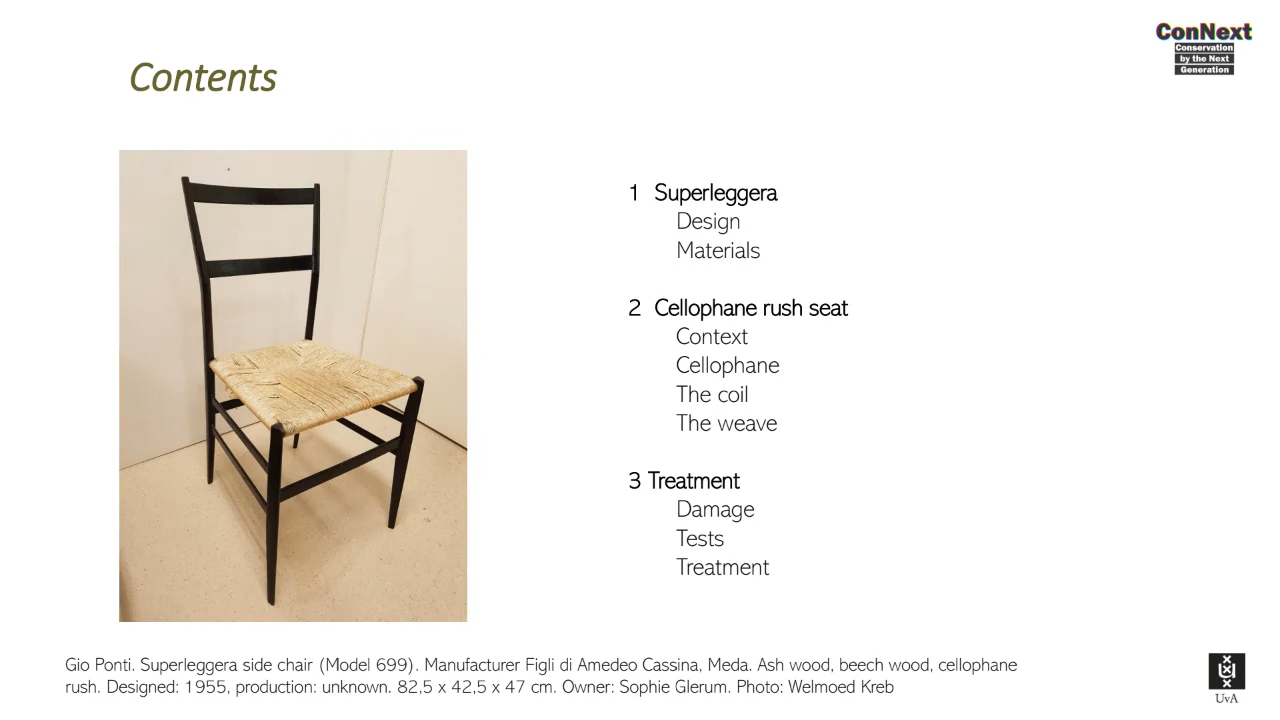 ConNext
Conservation
by the Next
Generation
Contents
1 Superleggera
Design
Materials
2 Cellophane rush seat
Context
Cellophane
The coil
The weave
3 Treatment
Damage
Tests
Treatment
Gio Ponti. Superleggera side chair (Model 699). Manufacturer Figli di Amedeo Cassina, Meda. Ash wood, beech wood, cellophane
rush. Designed: 1955, production: unknown. 82,5 x 42,5 x 47 cm. Owner: Sophie Glerum. Photo: Welmoed Kreb
UvA